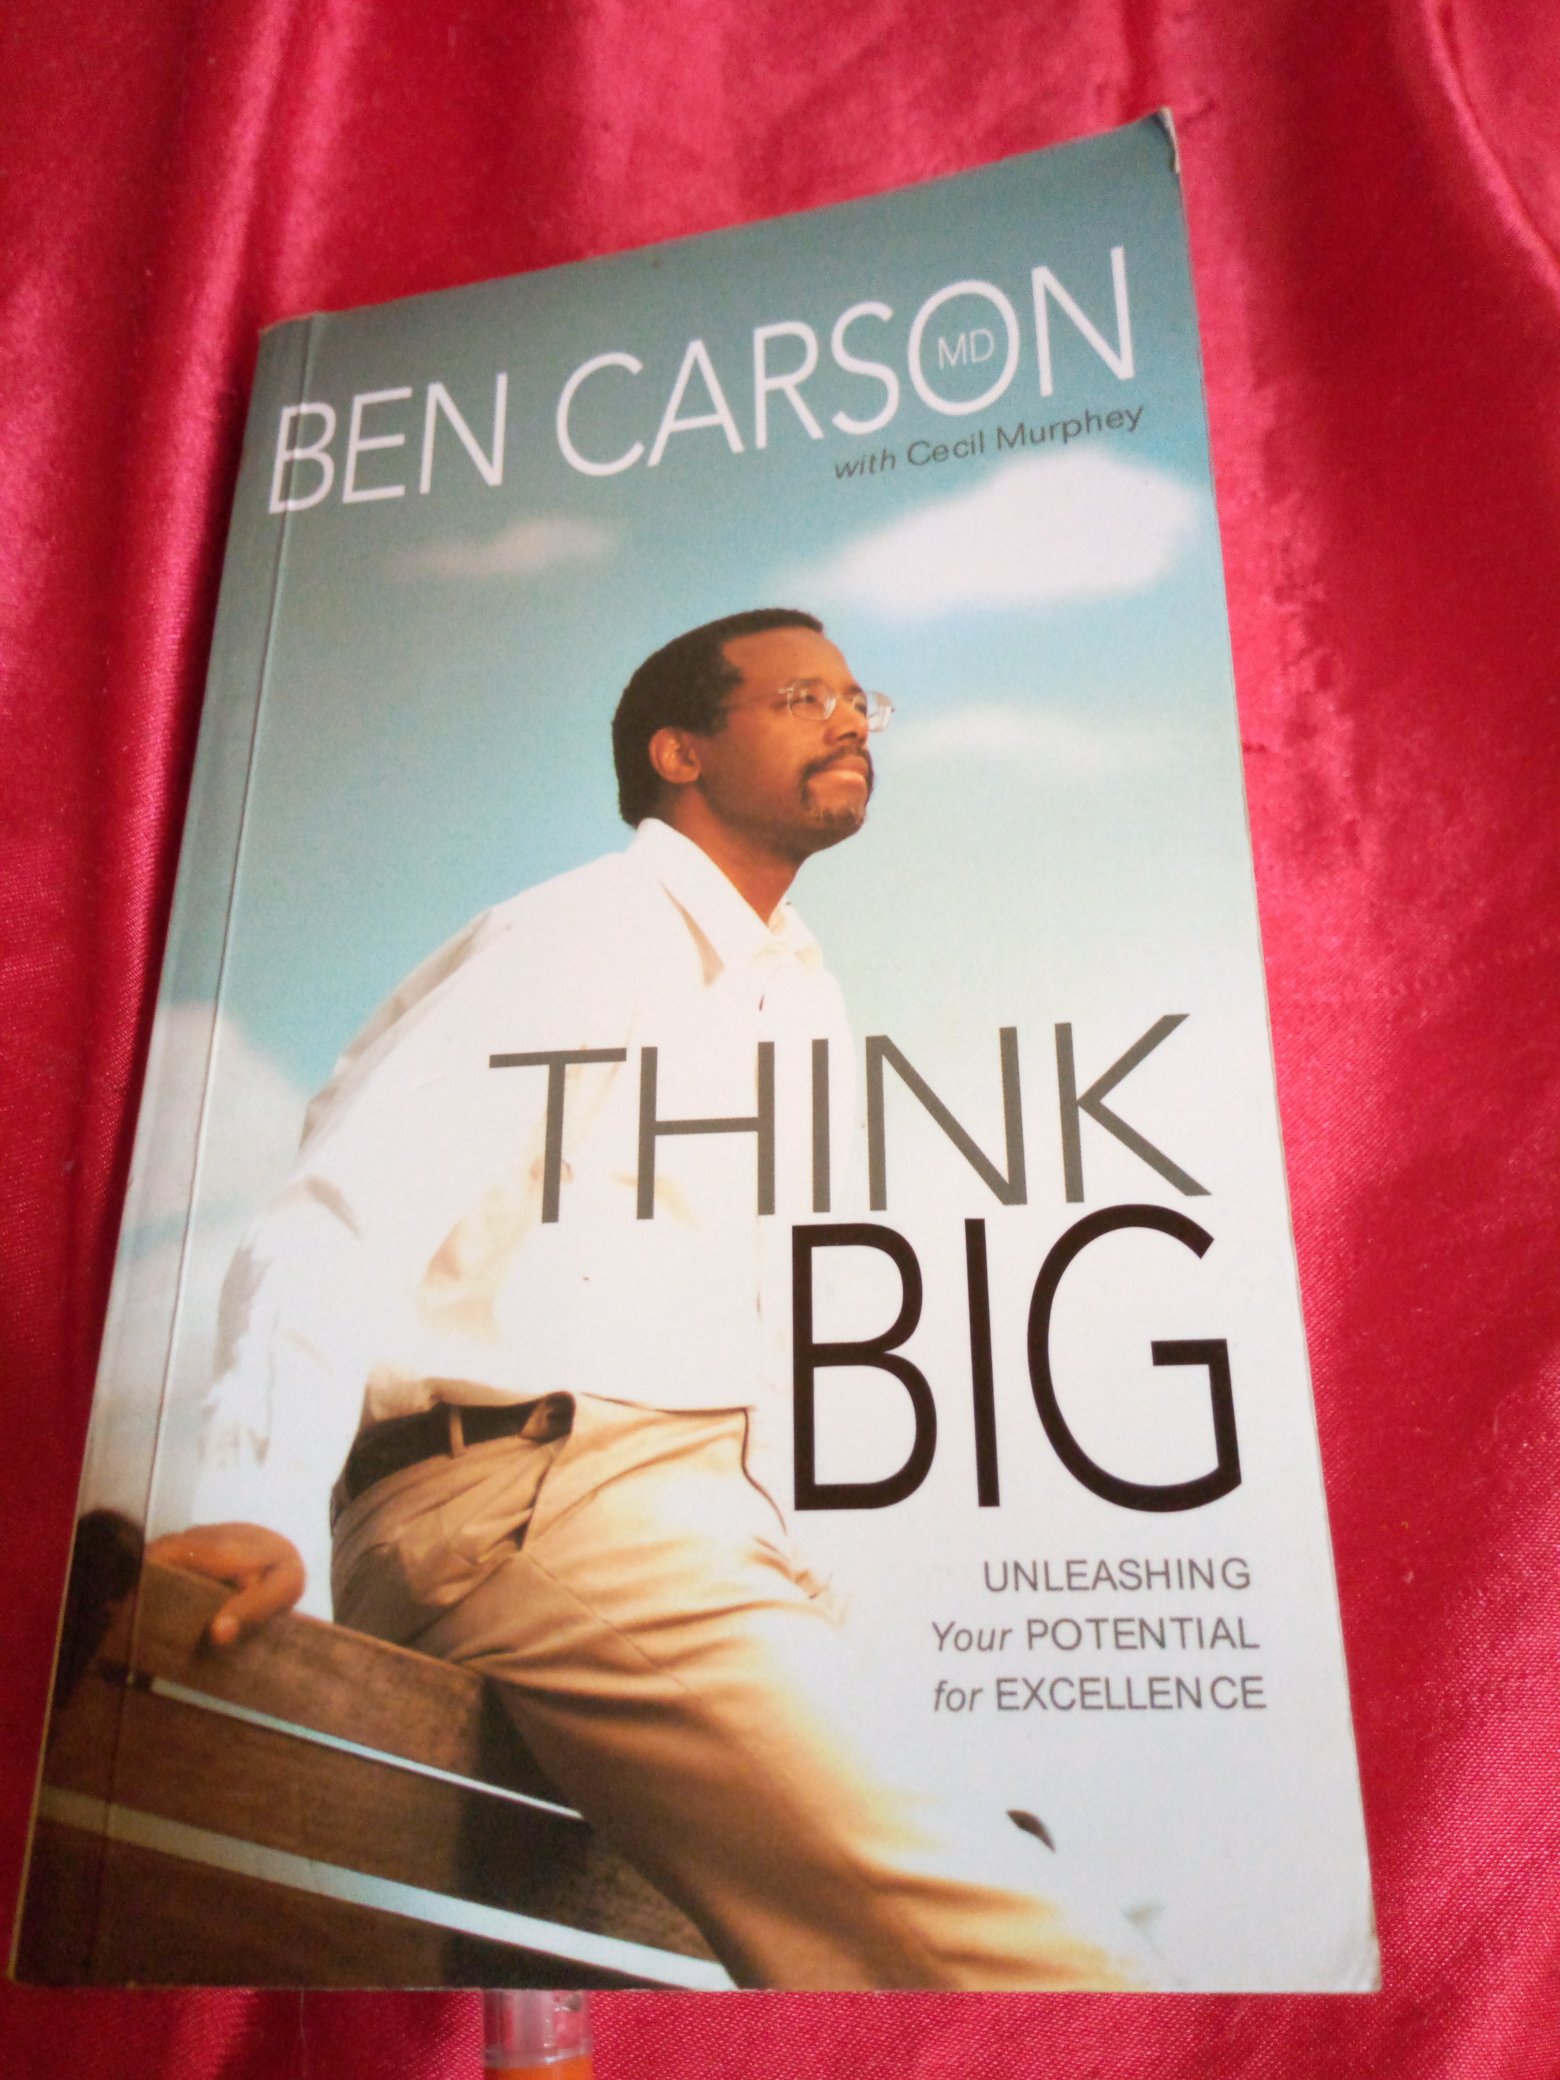 BEN CARSON
MD
with Cecil Murphey
THINK
BIG
UNLEASHING
Your POTENTIAL
for EXCELLENCE